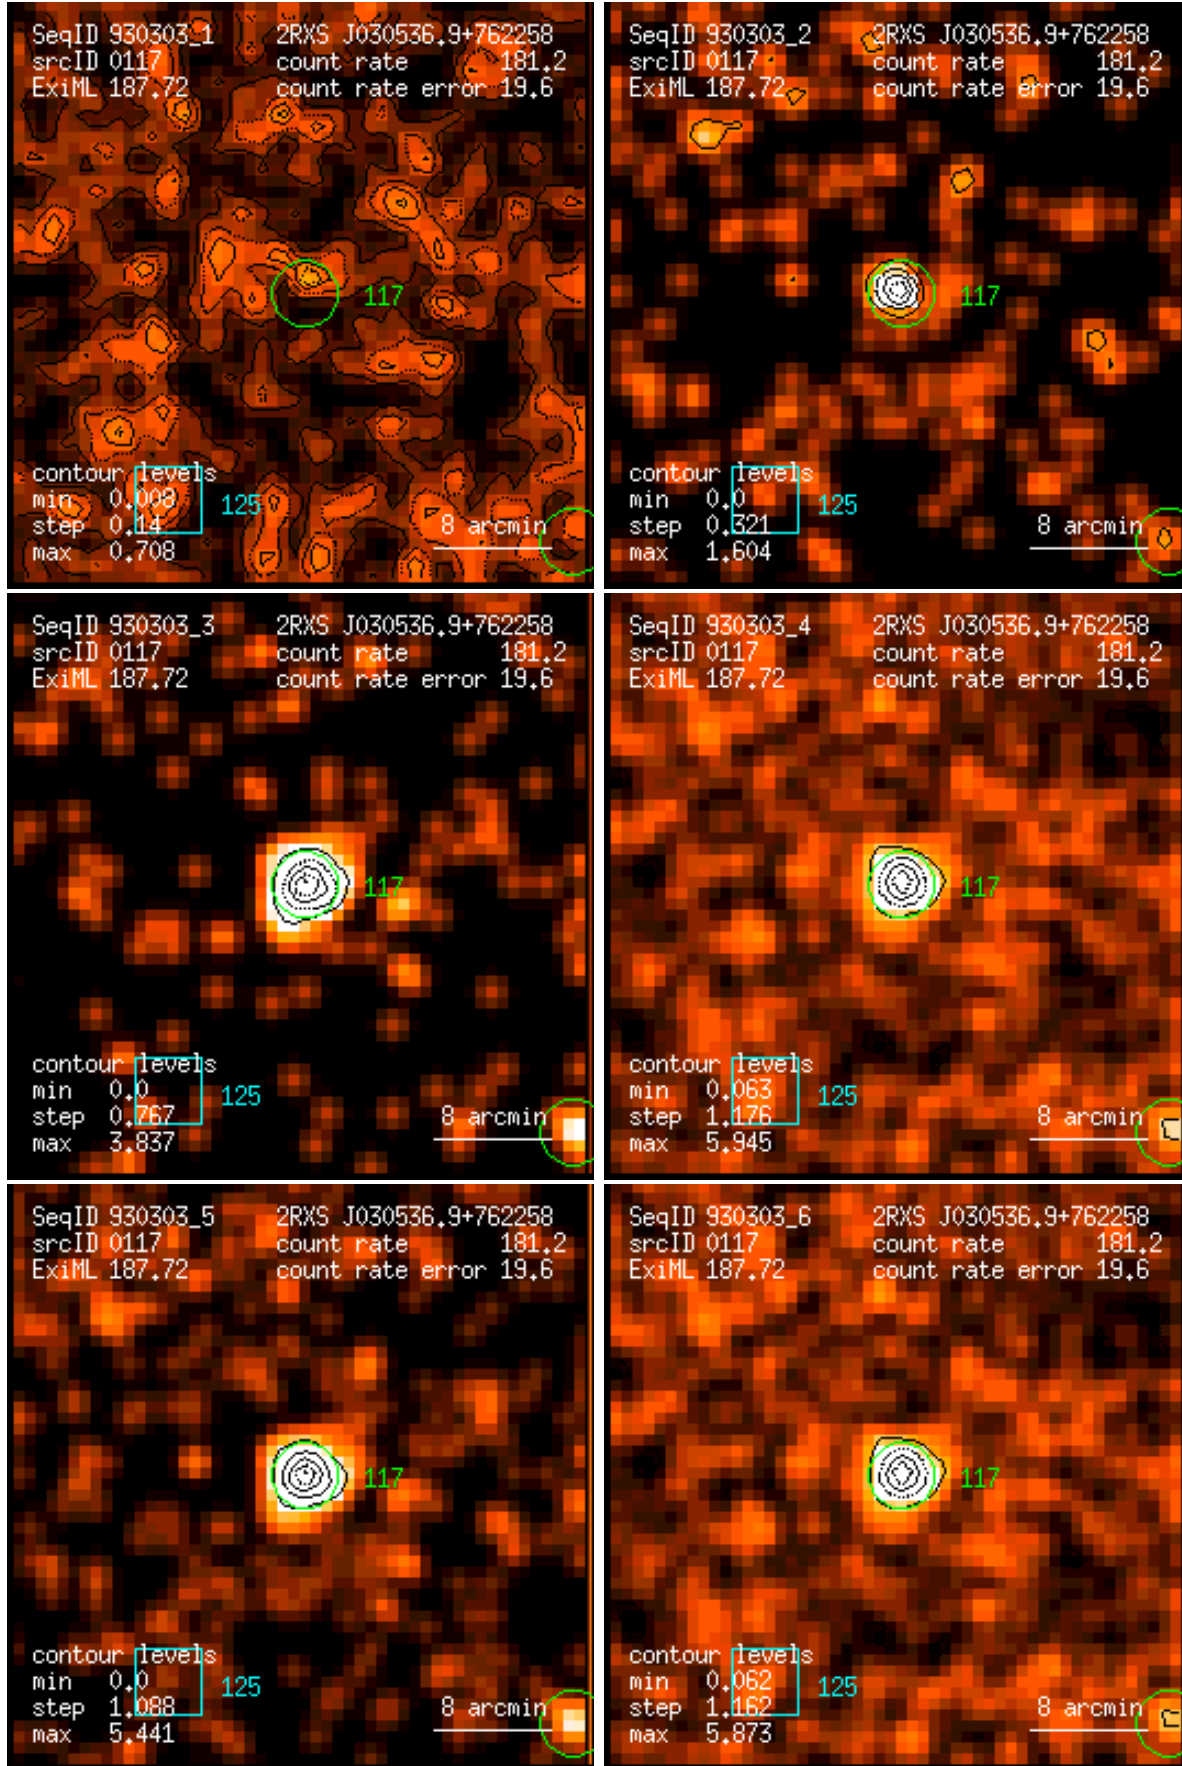 SeqID 930303_1 2RXS J030536.9+762258
srcID 0117 count rate 181.2
ExiML 187.72 count rate error 19.6
117
contour levels
min 0.008
125
step 0.14
8 arcmin
max 0.708
SeqID 930303_2 2RXS J030536.9+762258
srcID 0117 count rate 181.2
ExiML 187.72 count rate error 19.6
117
contour levels
min 0.0
125
step 0.321
8 arcmin
max 1.604
SeqID 930303_3 2RXS J030536.9+762258
srcID 0117 count rate 181.2
ExiML 187.72 count rate error 19.6
117
contour levels
min 0.0
125
step 0.767
8 arcmin
max 3.837
SeqID 930303_4 2RXS J030536.9+762258
srcID 0117 count rate 181.2
ExiML 187.72 count rate error 19.6
117
contour levels
min 0.063
125
step 1.176
8 arcmin
max 5.945
SeqID 930303_5 2RXS J030536.9+762258
srcID 0117 count rate 181.2
ExiML 187.72 count rate error 19.6
117
contour levels
min 0.0
125
step 1.088
8 arcmin
max 5.441
SeqID 930303_6 2RXS J030536.9+762258
srcID 0117 count rate 181.2
ExiML 187.72 count rate error 19.6
117
contour levels
min 0.062
125
step 1.162
8 arcmin
max 5.873